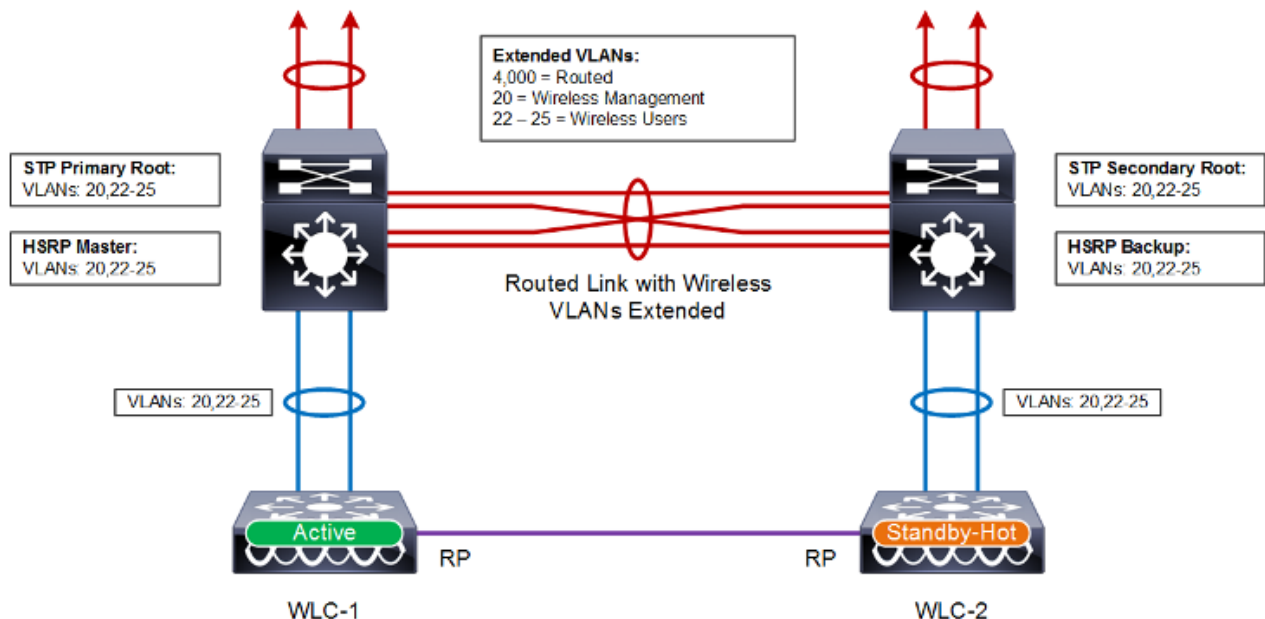 Extended VLANs:
4,000 = Routed
20 = Wireless Management
22 – 25 = Wireless Users
STP Primary Root:
VLANs: 20,22-25
STP Secondary Root:
VLANs: 20,22-25
HSRP Master:
VLANs: 20,22-25
HSRP Backup:
VLANs: 20,22-25
Routed Link with Wireless
VLANs Extended
VLANs: 20,22-25
VLANs: 20,22-25
Active
Standby-Hot
RP
RP
WLC-1
WLC-2